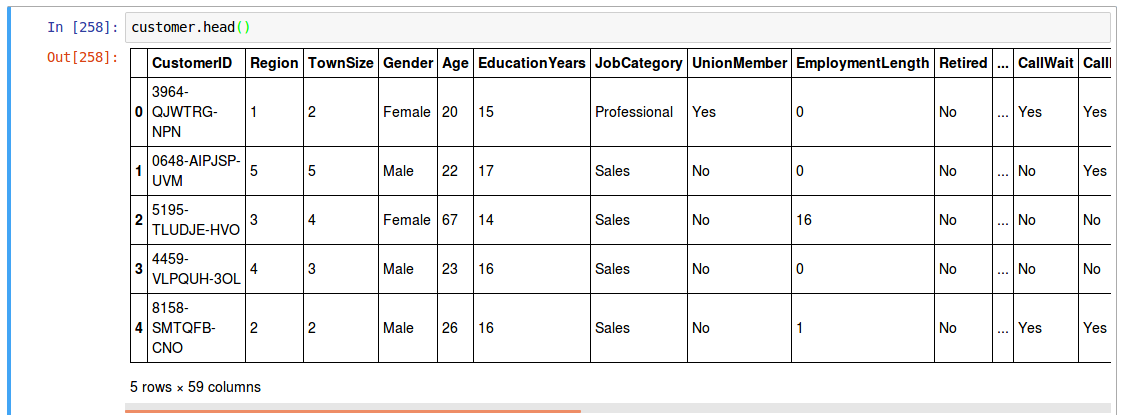 In [258]: customer.head()
Out[258]:
CustomerID Region TownSize Gender Age EducationYears JobCategory UnionMember EmploymentLength Retired ... CallWait Call
0 3964-QJWTRG-NPN 1 2 Female 20 15 Professional Yes 0 No ... Yes Yes
1 0648-AIPJSP-UVM 5 5 Male 22 17 Sales No 0 No ... No Yes
2 5195-TLUDJE-HVO 3 4 Female 67 14 Sales No 16 No ... No No
3 4459-VLPQUH-3OL 4 3 Male 23 16 Sales No 0 No ... No No
4 8158-SMTQFB-CNO 2 2 Male 26 16 Sales No 1 No ... Yes Yes
5 rows × 59 columns